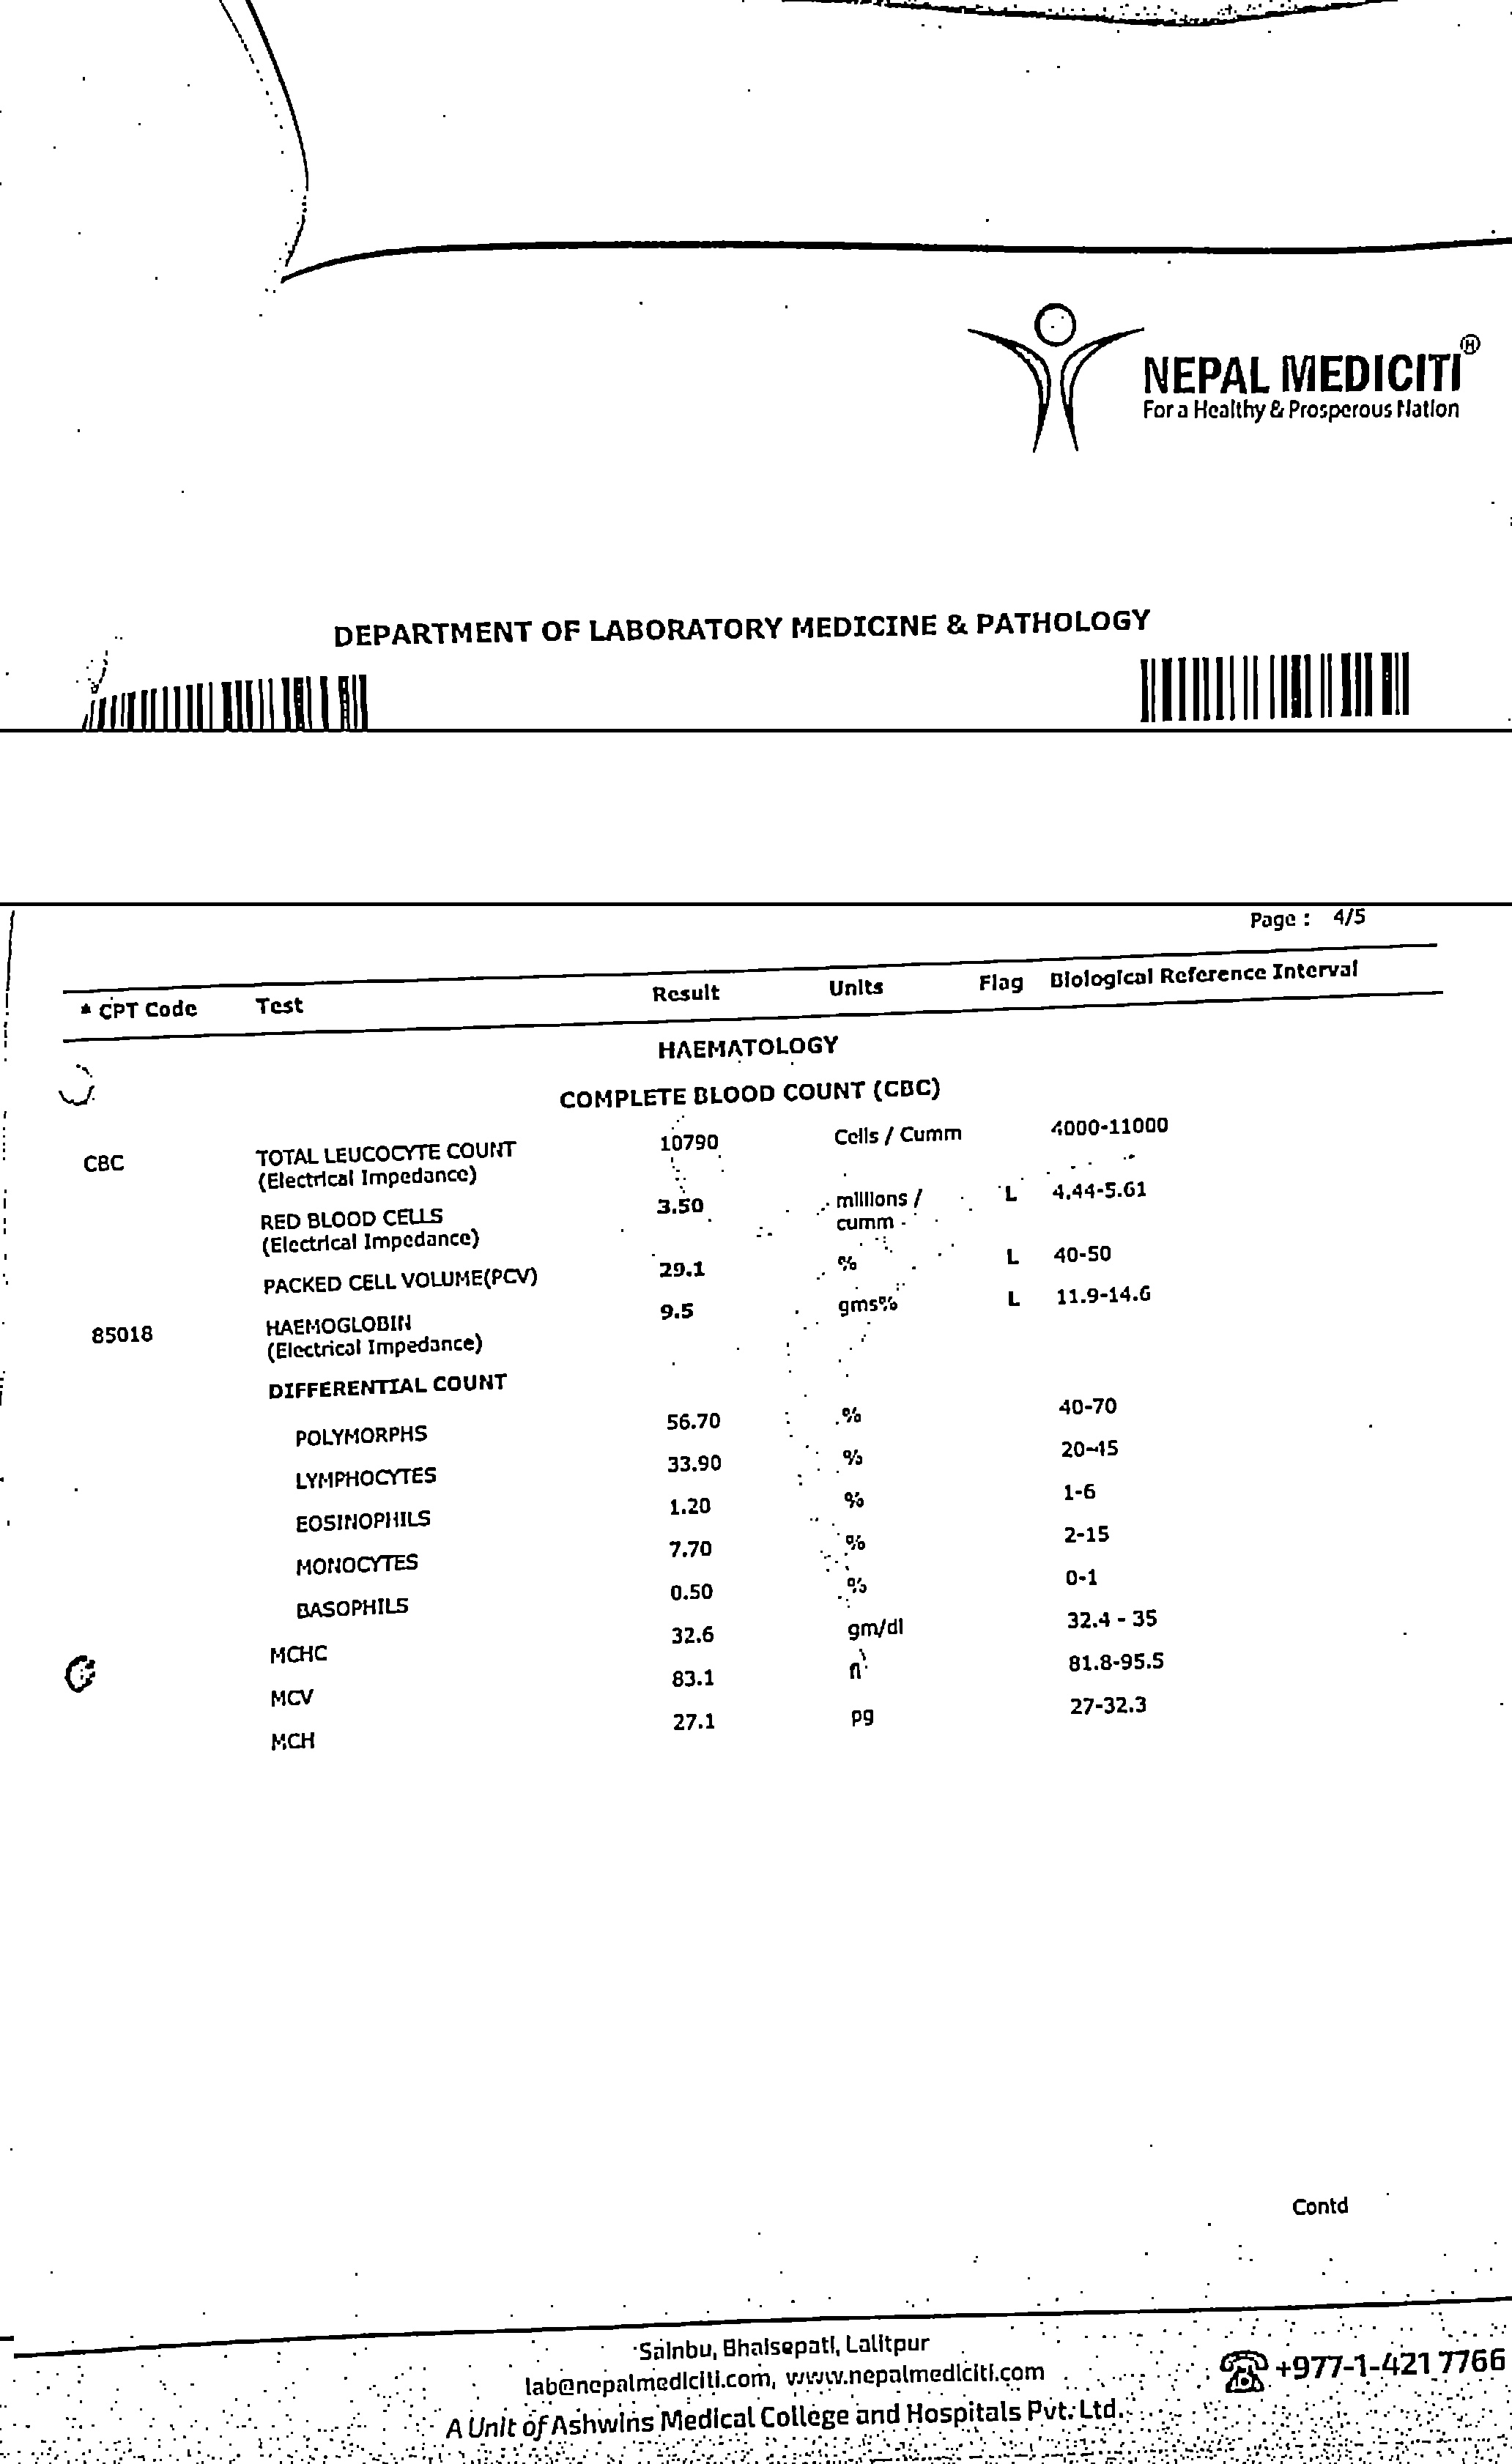 NEPAL MEDICITI
For a Healthy & Prosperous Nation
DEPARTMENT OF LABORATORY MEDICINE & PATHOLOGY
Page : 4/5
* CPT Code Test Result Units Flag Biological Reference Interval
HAEMATOLOGY
COMPLETE BLOOD COUNT (CBC)
CBC TOTAL LEUCOCYTE COUNT 10790 Cells / Cumm 4000-11000
(Electrical Impedance)
RED BLOOD CELLS 3.50 millions / L 4.44-5.61
(Electrical Impedance) cumm
PACKED CELL VOLUME(PCV) 29.1 % L 40-50
85018 HAEMOGLOBIN 9.5 gms% L 11.9-14.6
(Electrical Impedance)
DIFFERENTIAL COUNT
POLYMORPHS 56.70 % 40-70
LYMPHOCYTES 33.90 % 20-45
EOSINOPHILS 1.20 % 1-6
MONOCYTES 7.70 % 2-15
BASOPHILS 0.50 % 0-1
MCHC 32.6 gm/dl 32.4 - 35
MCV 83.1 fl 81.8-95.5
MCH 27.1 pg 27-32.3
Contd
Sainbu, Bhaisepati, Lalitpur
lab@nepalmediciti.com, www.nepalmediciti.com
+977-1-421 7766
A Unit of Ashwins Medical College and Hospitals Pvt. Ltd.